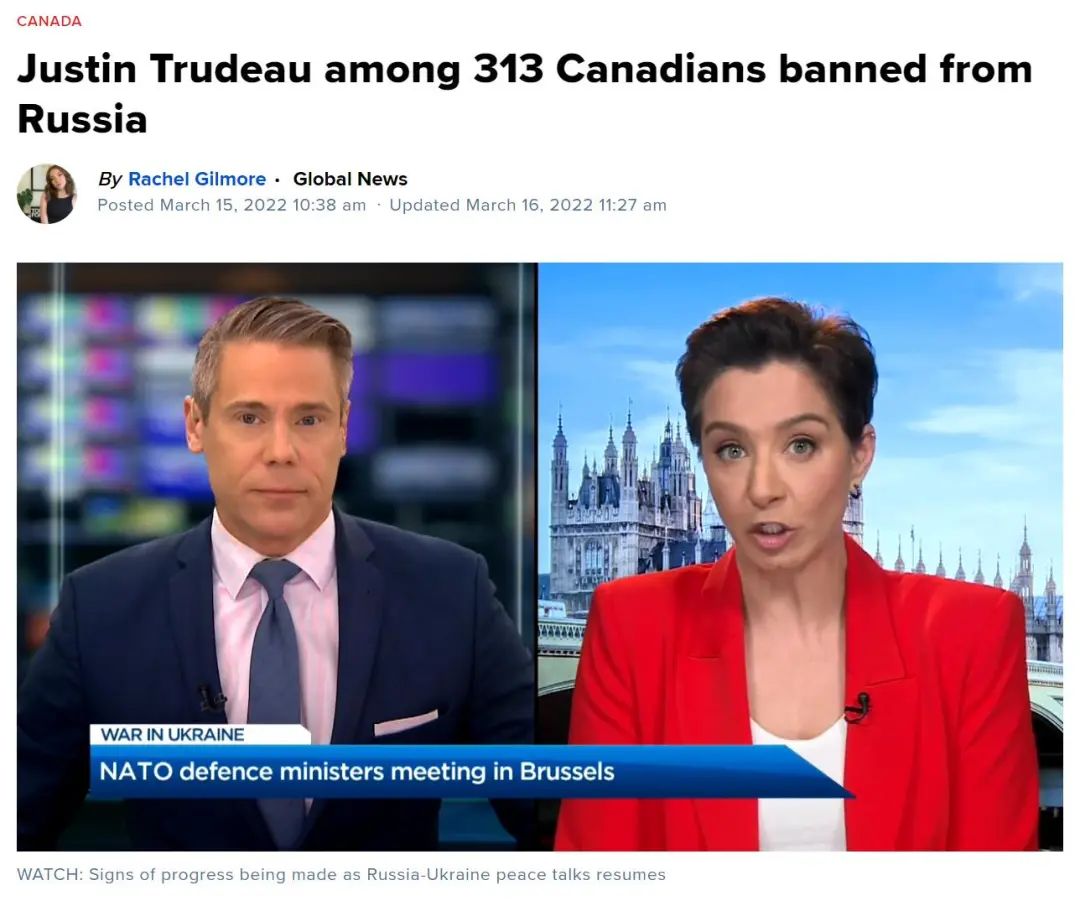 CANADA
Justin Trudeau among 313 Canadians banned from
Russia
By Rachel Gilmore · Global News
Posted March 15, 2022 10:38 am · Updated March 16, 2022 11:27 am
WAR IN UKRAINE
NATO defence ministers meeting in Brussels
WATCH: Signs of progress being made as Russia-Ukraine peace talks resumes